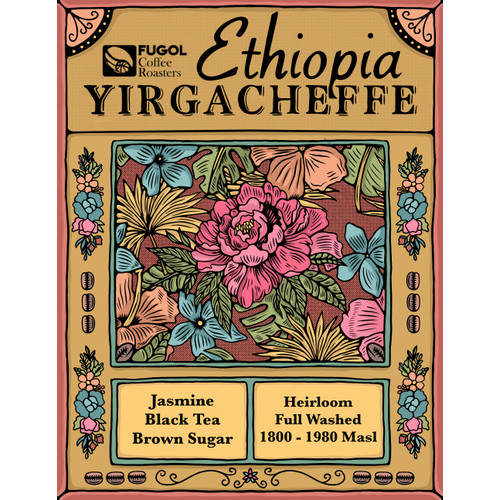 FUGOL
Coffee
Roasters
Ethiopia
YIRGACHEFFE
Jasmine
Black Tea
Brown Sugar
Heirloom
Full Washed
1800 - 1980 Masl